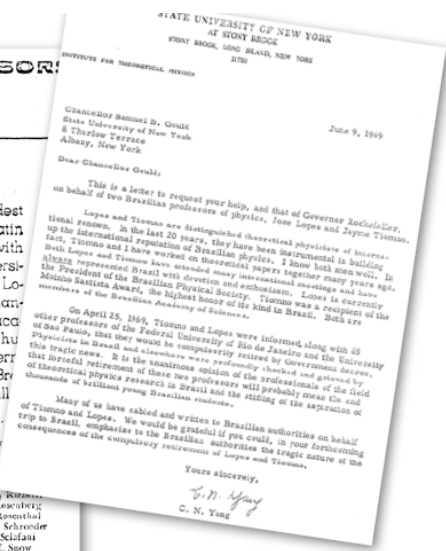 SORS
dest
atin
with
ersi-
Lo-
an-
aca-
hu
ern
Bre
all
Rizzetti
Rosenberg
Rosenthal
Schroeder
Sclafani
Snow
STATE UNIVERSITY OF NEW YORK
AT STONY BROOK
STONY BROOK, LONG ISLAND, NEW YORK
11790
INSTITUTE FOR THEORETICAL PHYSICS
June 9, 1969
Chancellor Samuel B. Gould
State University of New York
8 Thurlow Terrace
Albany, New York
Dear Chancellor Gould:
This is a letter to request your help, and that of Governor Rockefeller,
on behalf of two Brazilian professors of physics, Jose Lopes and Jayme Tiomno.
Lopes and Tiomno are distinguished theoretical physicists of interna-
tional renown. In the last 20 years, they have been instrumental in building
up the international reputation of Brazilian physics. I know both men well. In
fact, Tiomno and I have worked on theoretical papers together many years ago.
Both Lopes and Tiomno have attended many international meetings and have
always represented Brazil with devotion and enthusiasm. Lopes is currently
the President of the Brazilian Physical Society. Tiomno was a recipient of the
Moinho Santista Award, the highest honor of its kind in Brazil. Both are
members of the Brazilian Academy of Sciences.
On April 25, 1969, Tiomno and Lopes were informed, along with 65
other professors of the Federal University of Rio de Janeiro and the University
of Sao Paulo, that they would be compulsorily retired by Government decree.
Physicists in Brazil and elsewhere were profoundly shocked and grieved by
this tragic news. It is the unanimous opinion of the professionals of the field
that forceful retirement of these two professors will probably mean the end
of theoretical physics research in Brazil and the stifling of the aspiration of
thousands of brilliant young Brazilian students.
Many of us have cabled and written to Brazilian authorities on behalf
of Tiomno and Lopes. We would be grateful if you could, in your forthcoming
trip to Brazil, emphasize to the Brazilian authorities the tragic nature of the
consequences of the compulsory retirement of Lopes and Tiomno.
Yours sincerely,
C. N. Yang
C. N. Yang